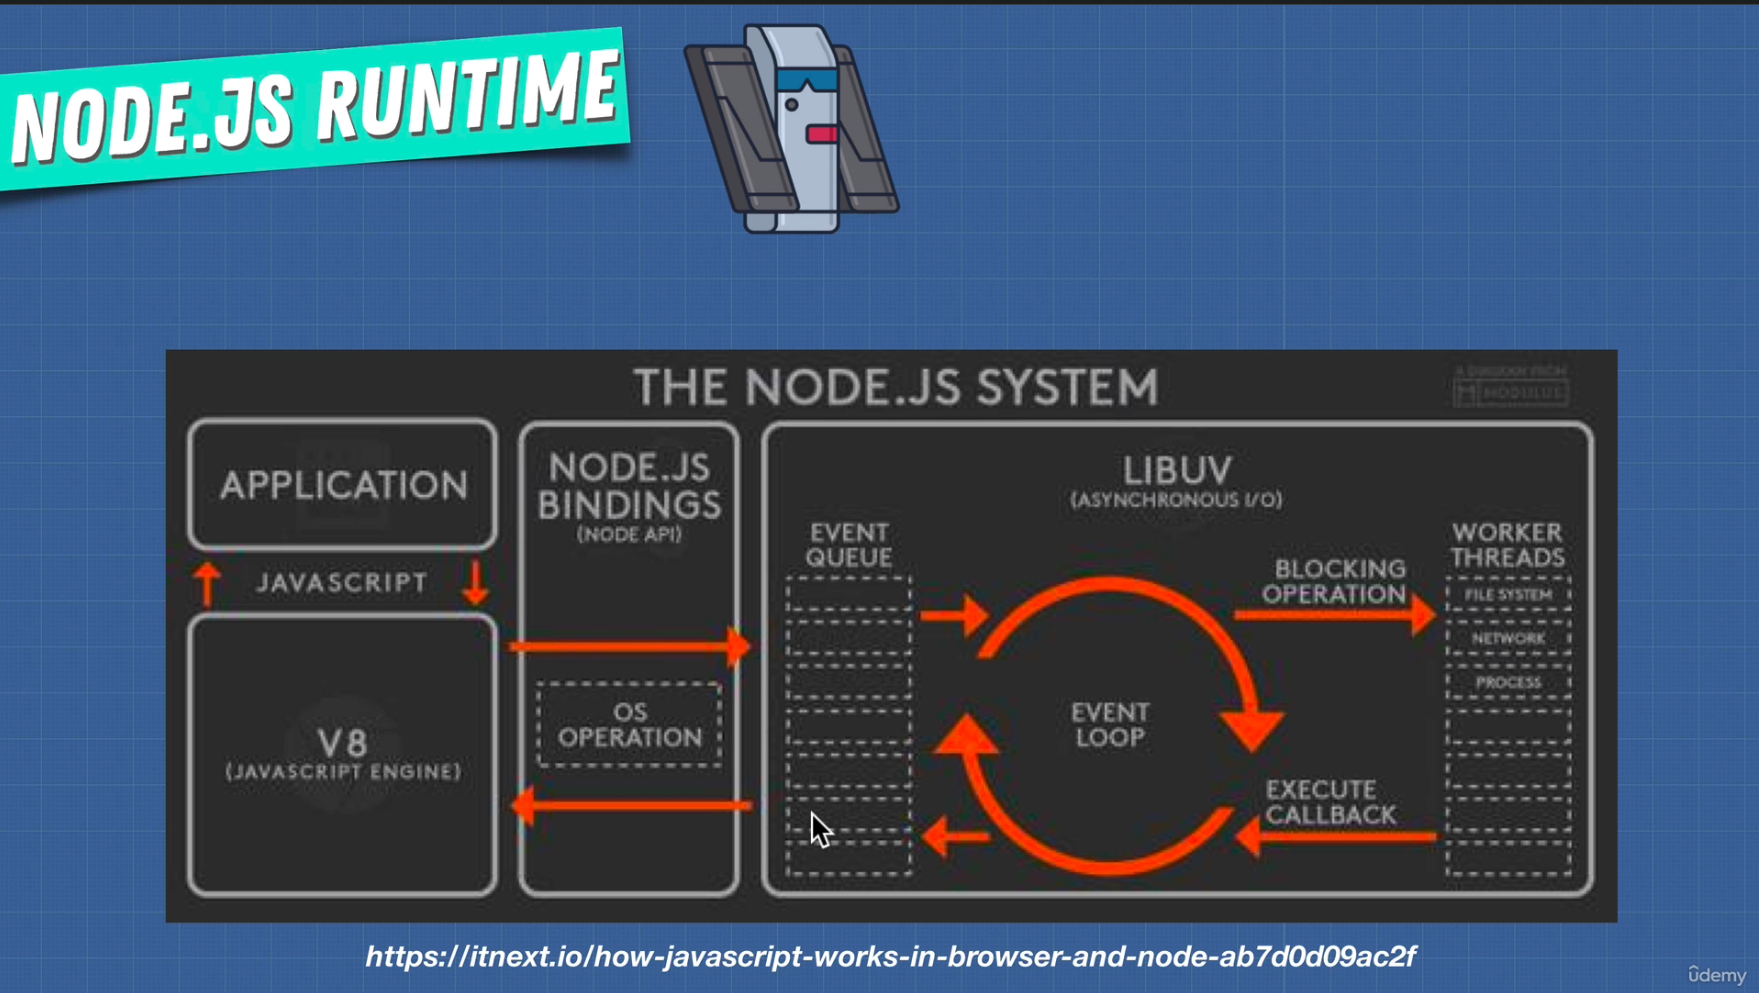 NODE.JS RUNTIME
THE NODE.JS SYSTEM
A DIAGRAM FROM
MODULUS
APPLICATION
JAVASCRIPT
V8
(JAVASCRIPT ENGINE)
NODE.JS
BINDINGS
(NODE API)
OS
OPERATION
LIBUV
(ASYNCHRONOUS I/O)
EVENT
QUEUE
EVENT
LOOP
BLOCKING
OPERATION
EXECUTE
CALLBACK
WORKER
THREADS
FILE SYSTEM
NETWORK
PROCESS
https://itnext.io/how-javascript-works-in-browser-and-node-ab7d0d09ac2f
ûdemy